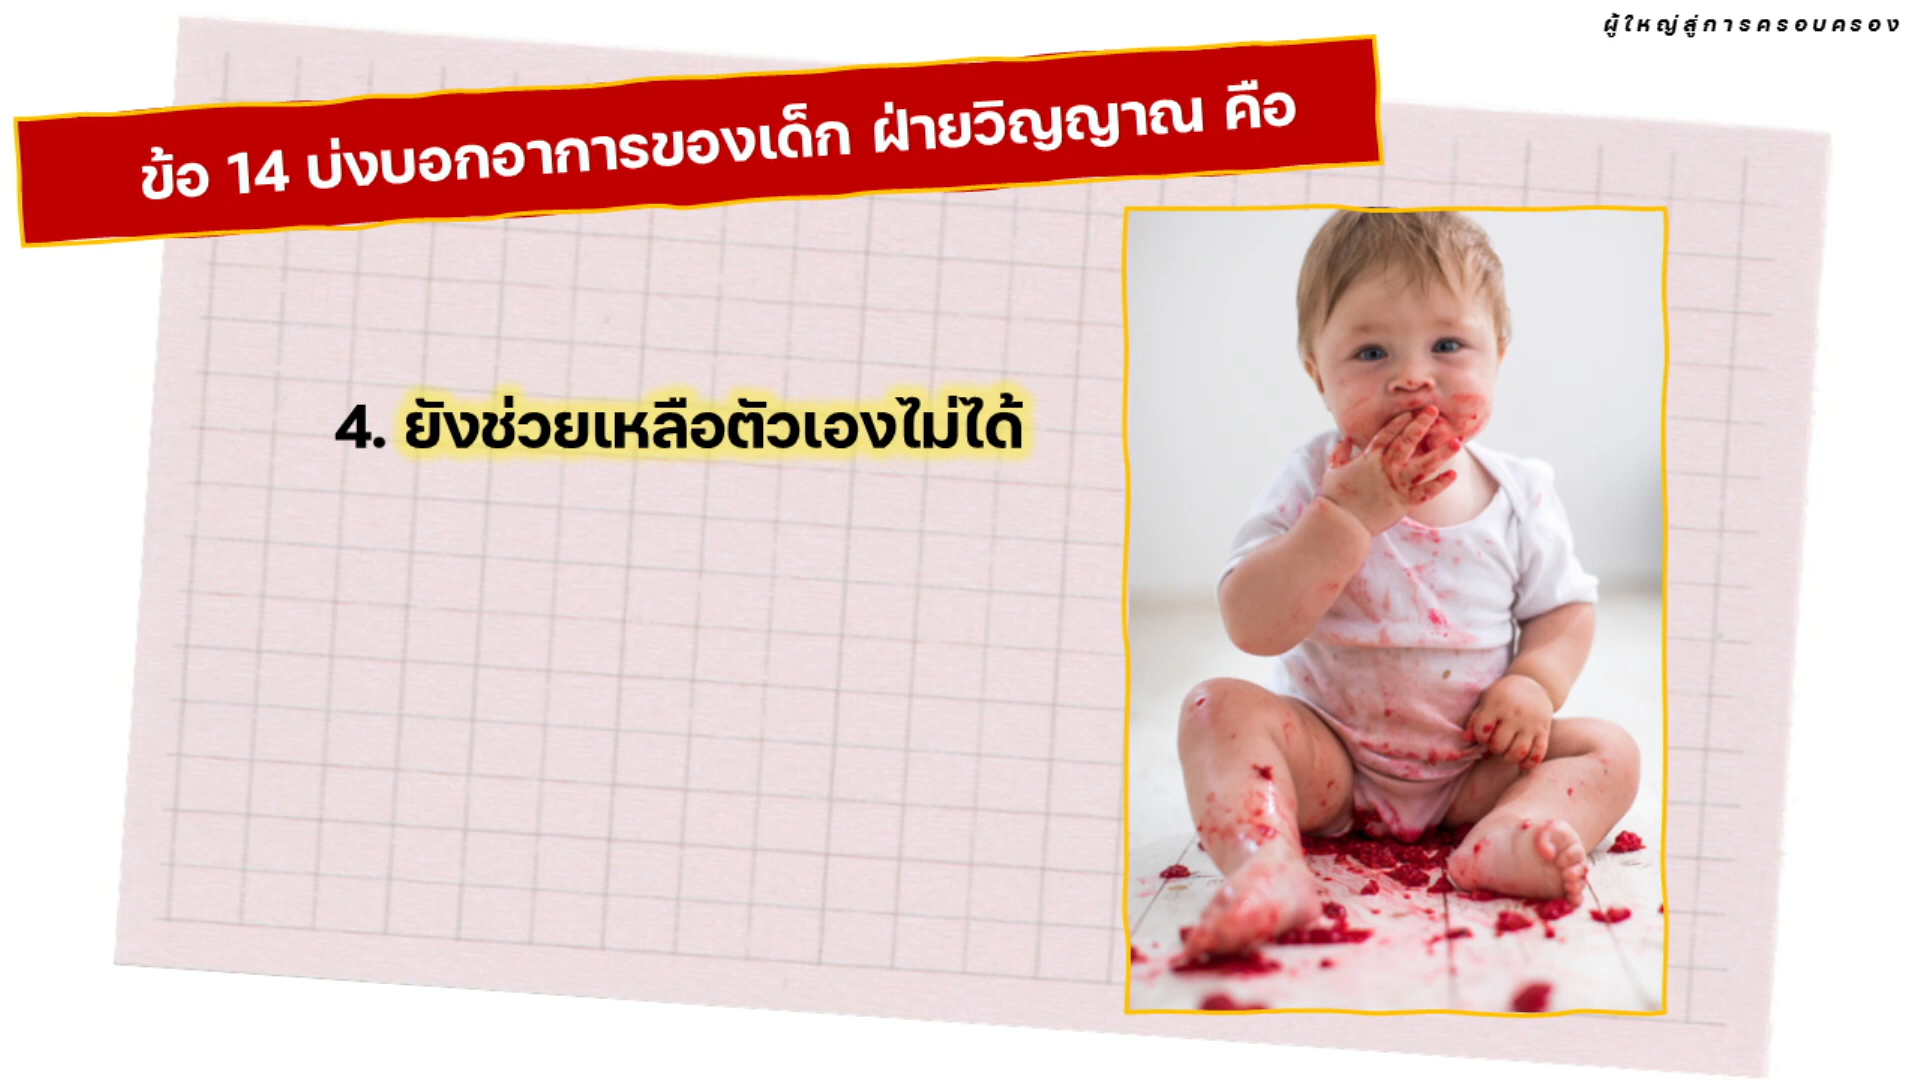 ผู้ใหญ่สู่การครอบครอง
ข้อ 14 บ่งบอกอาการของเด็ก ฝ่ายวิญญาณ คือ
4. ยังช่วยเหลือตัวเองไม่ได้